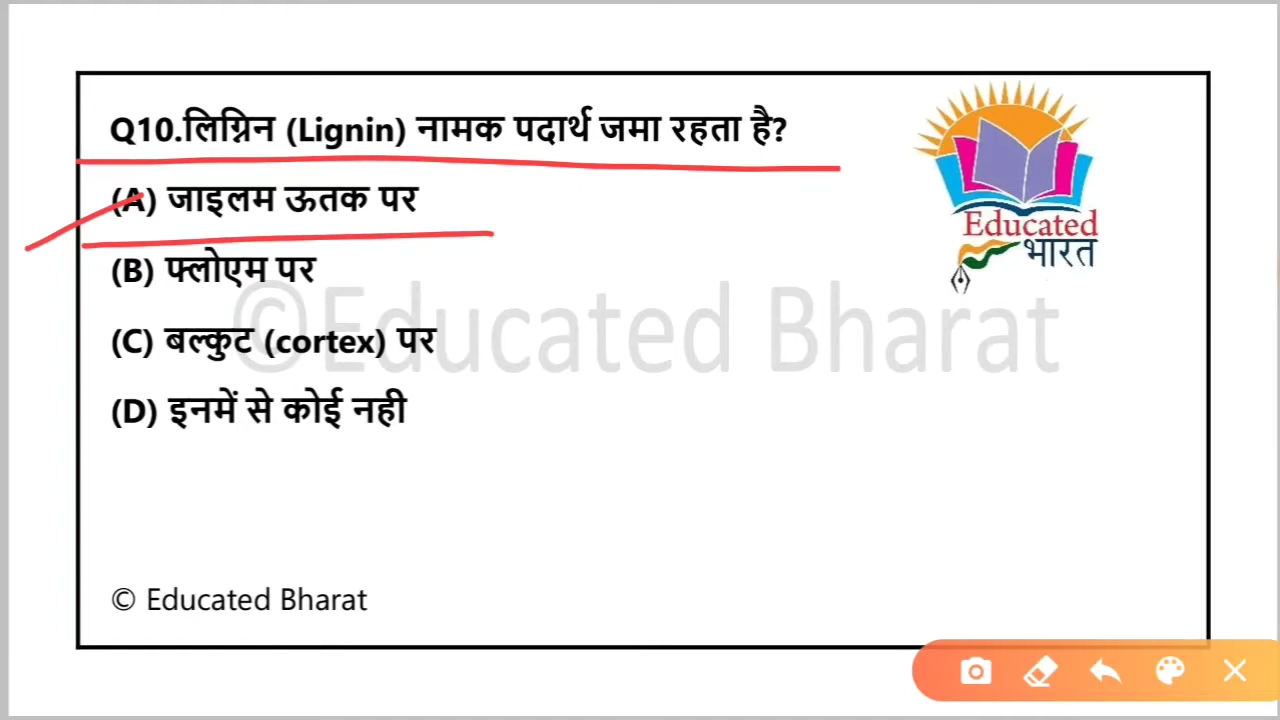 Q10.लिग्निन (Lignin) नामक पदार्थ जमा रहता है?
(A) जाइलम ऊतक पर
(B) फ्लोएम पर
(C) बल्कुट (cortex) पर
(D) इनमें से कोई नही
Educated
भारत
©Educated Bharat
© Educated Bharat